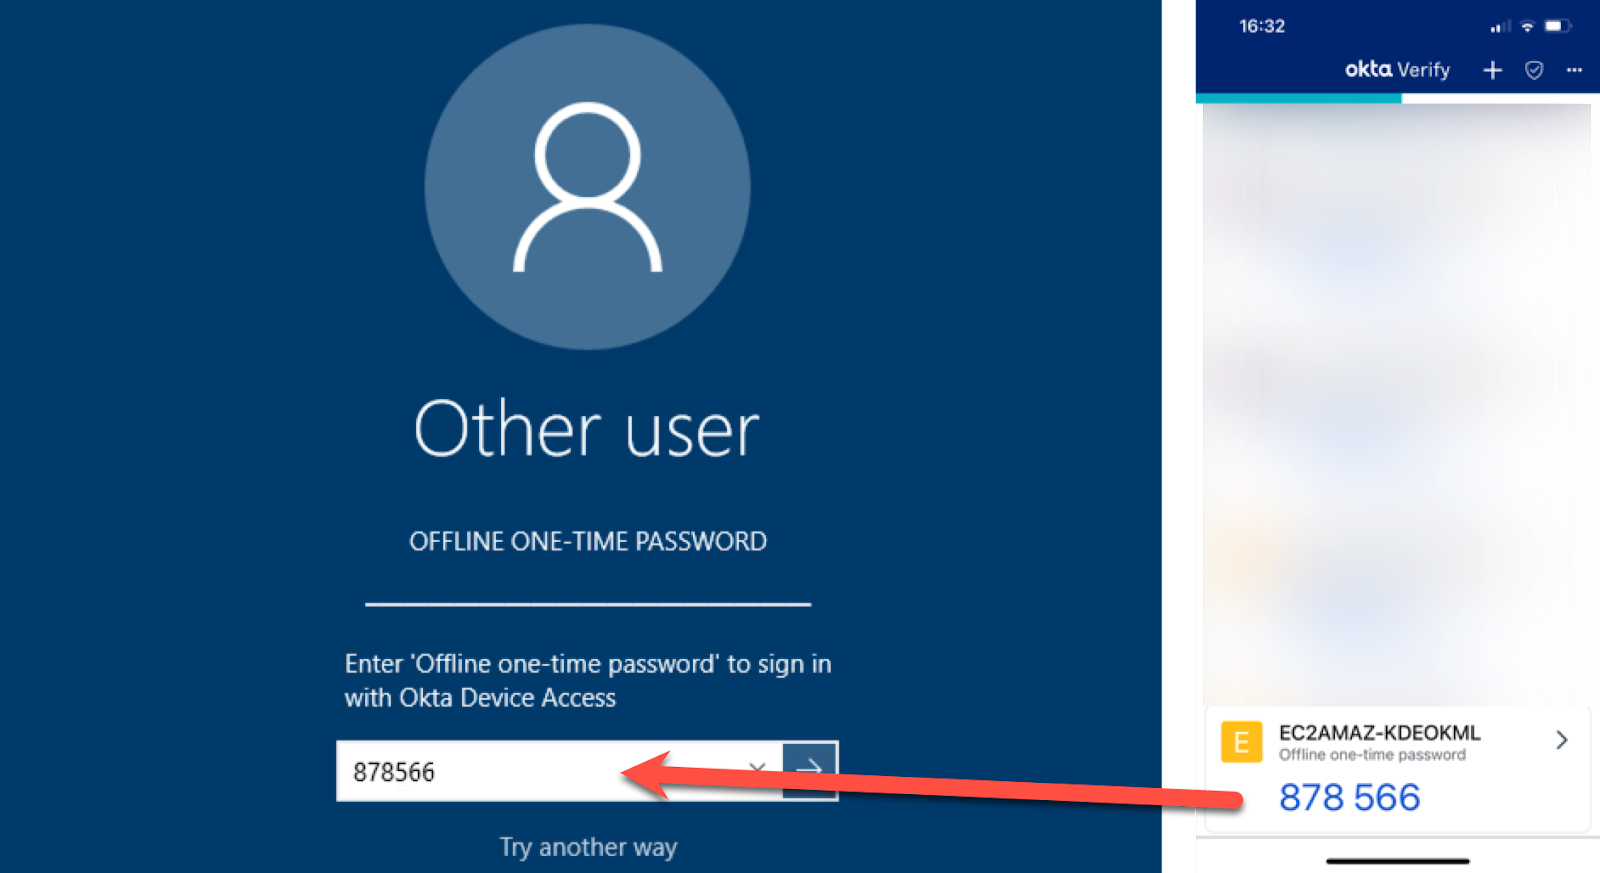 Other user
OFFLINE ONE-TIME PASSWORD
Enter 'Offline one-time password' to sign in
with Okta Device Access
878566
Try another way
16:32
okta Verify
E
EC2AMAZ-KDEOKML
Offline one-time password
878 566